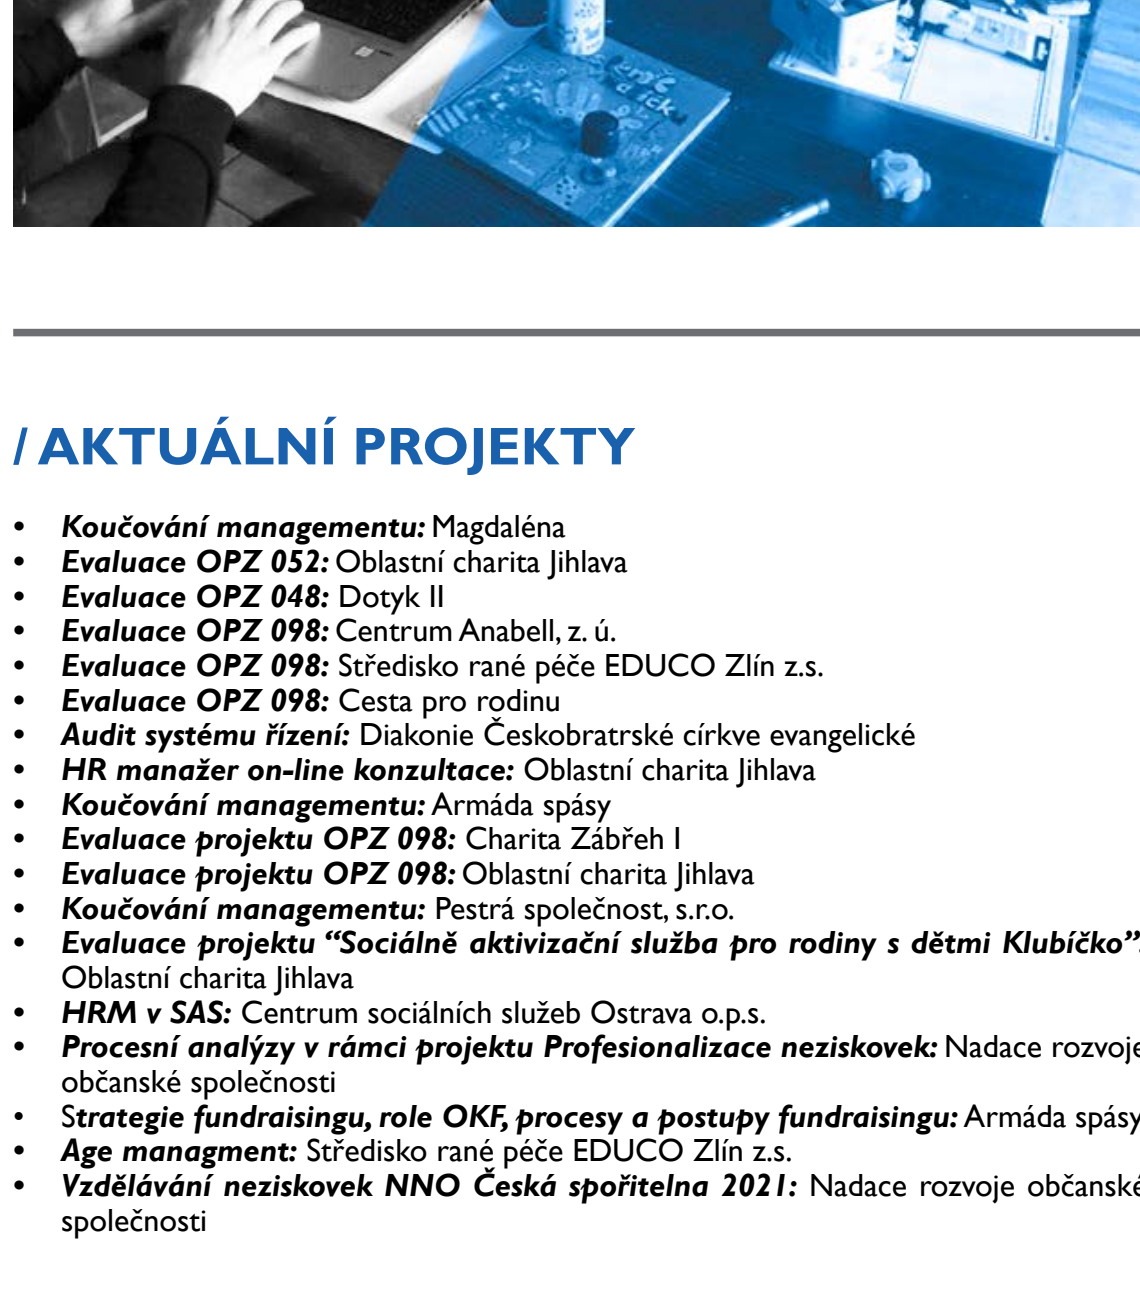 / AKTUÁLNÍ PROJEKTY
• Koučování managementu: Magdaléna
• Evaluace OPZ 052: Oblastní charita Jihlava
• Evaluace OPZ 048: Dotyk II
• Evaluace OPZ 098: Centrum Anabell, z. ú.
• Evaluace OPZ 098: Středisko rané péče EDUCO Zlín z.s.
• Evaluace OPZ 098: Cesta pro rodinu
• Audit systému řízení: Diakonie Českobratrské církve evangelické
• HR manažer on-line konzultace: Oblastní charita Jihlava
• Koučování managementu: Armáda spásy
• Evaluace projektu OPZ 098: Charita Zábřeh I
• Evaluace projektu OPZ 098: Oblastní charita Jihlava
• Koučování managementu: Pestrá společnost, s.r.o.
• Evaluace projektu “Sociálně aktivizační služba pro rodiny s dětmi Klubíčko”:
Oblastní charita Jihlava
• HRM v SAS: Centrum sociálních služeb Ostrava o.p.s.
• Procesní analýzy v rámci projektu Profesionalizace neziskovek: Nadace rozvoje
občanské společnosti
• Strategie fundraisingu, role OKF, procesy a postupy fundraisingu: Armáda spásy
• Age managment: Středisko rané péče EDUCO Zlín z.s.
• Vzdělávání neziskovek NNO Česká spořitelna 2021: Nadace rozvoje občanské
společnosti